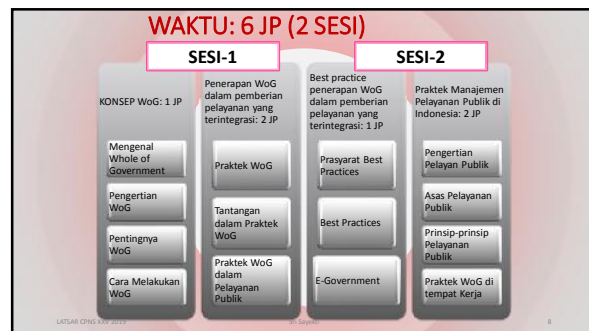 WAKTU: 6 JP (2 SESI)
SESI-1
SESI-2
KONSEP WoG: 1 JP
Mengenal
Whole of
Government
Pengertian
WoG
Pentingnya
WoG
Cara Melakukan
WoG
Penerapan WoG
dalam pemberian
pelayanan yang
terintegrasi: 2 JP
Praktek WoG
Tantangan
dalam Praktek
WoG
Praktek WoG
dalam
Pelayanan
Publik
Best practice
penerapan WoG
dalam pemberian
pelayanan yang
terintegrasi: 1 JP
Prasyarat Best
Practices
Best Practices
E-Government
Praktek Manajemen
Pelayanan Publik di
Indonesia: 2 JP
Pengertian
Pelayan Publik
Asas Pelayanan
Publik
Prinsip-prinsip
Pelayanan
Publik
Praktek WoG di
tempat Kerja
LATSAR CPNS XXV 2019
Sri Sayekti
8